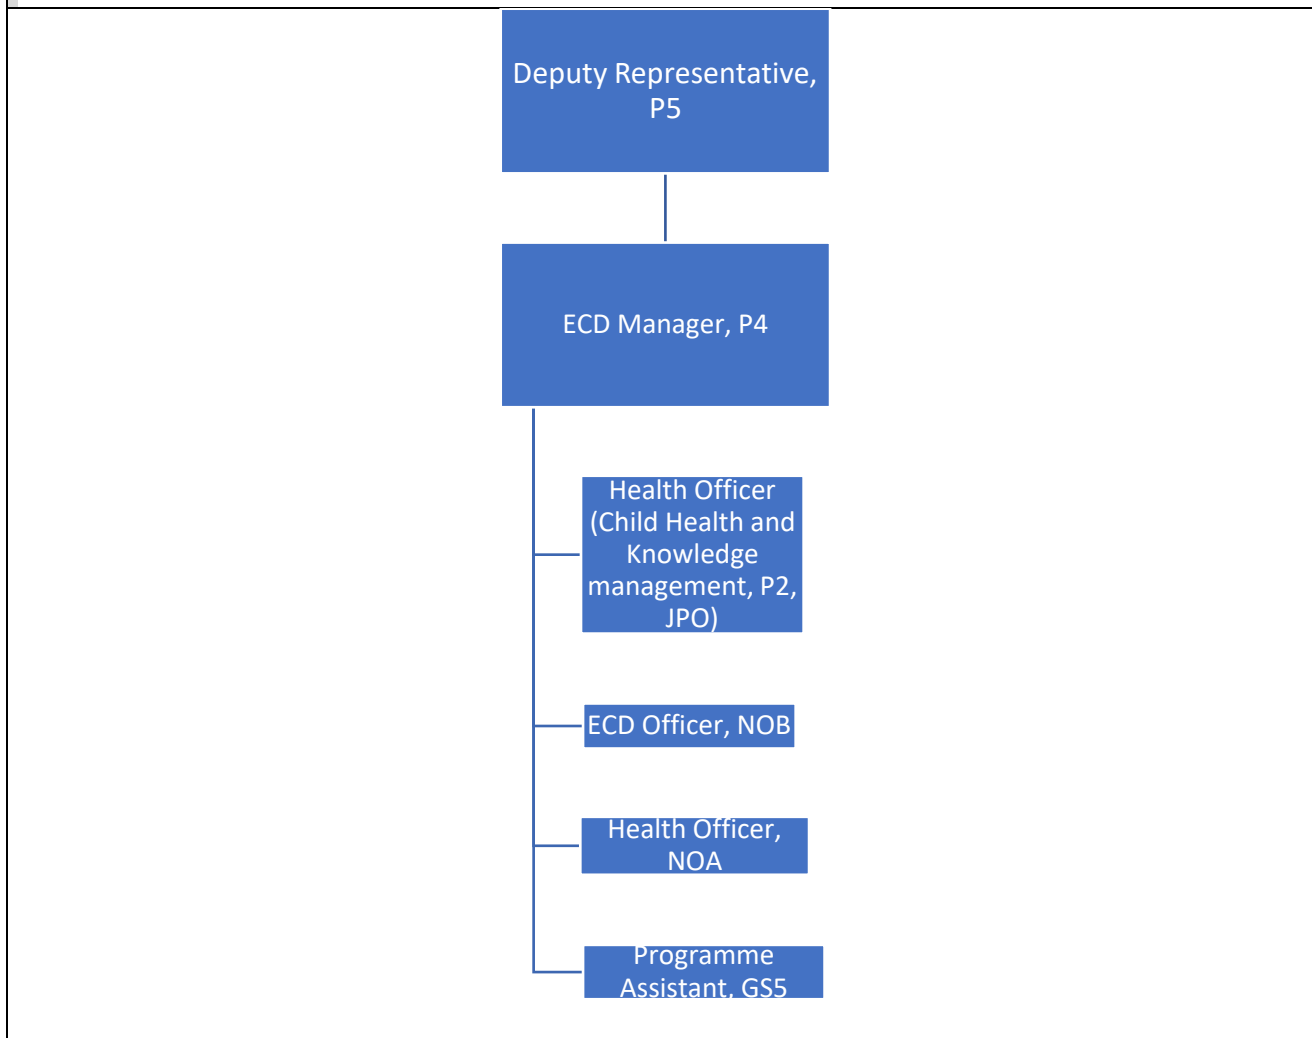 Deputy Representative,
P5
ECD Manager, P4
Health Officer
(Child Health and
Knowledge
management, P2,
JPO)
ECD Officer, NOB
Health Officer,
NOA
Programme
Assistant, GS5